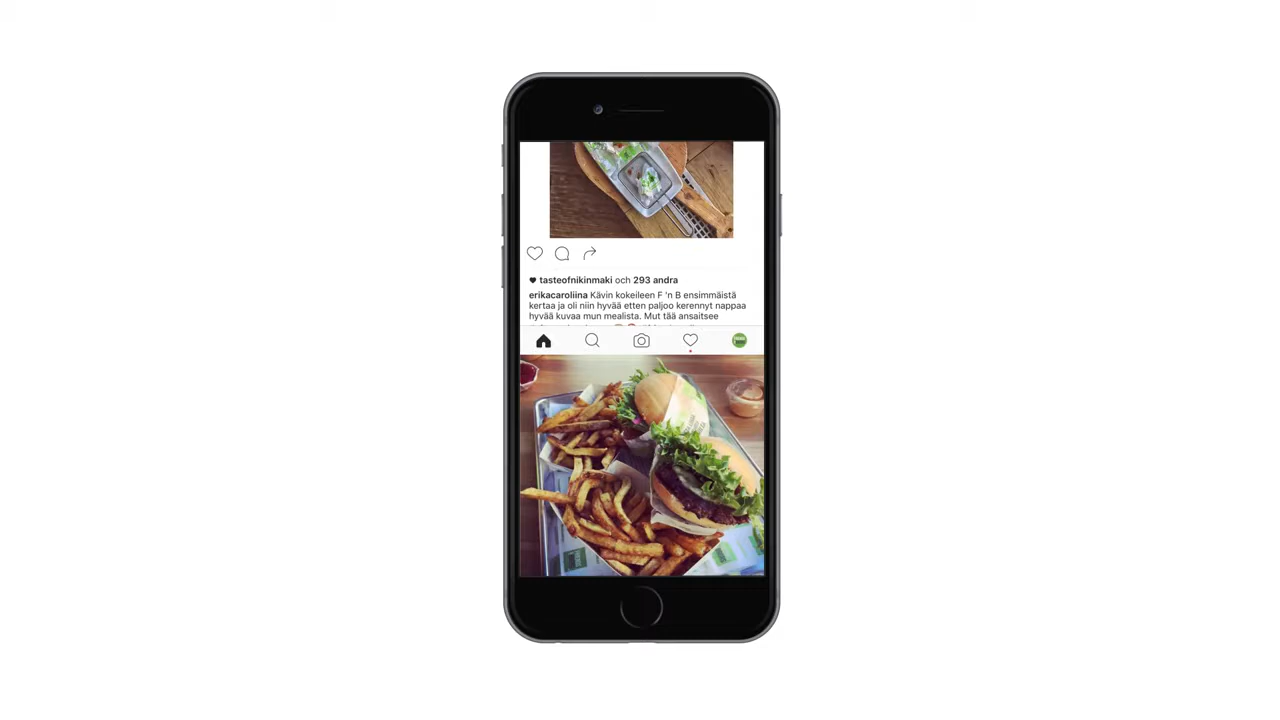 tasteofnikinmaki och 293 andra
erikacaroliina Kävin kokeileen F 'n B ensimmäistä
kertaa ja oli niin hyvää etten paljoo kerennyt nappaa
hyvää kuvaa mun mealista. Mut tää ansaitsee